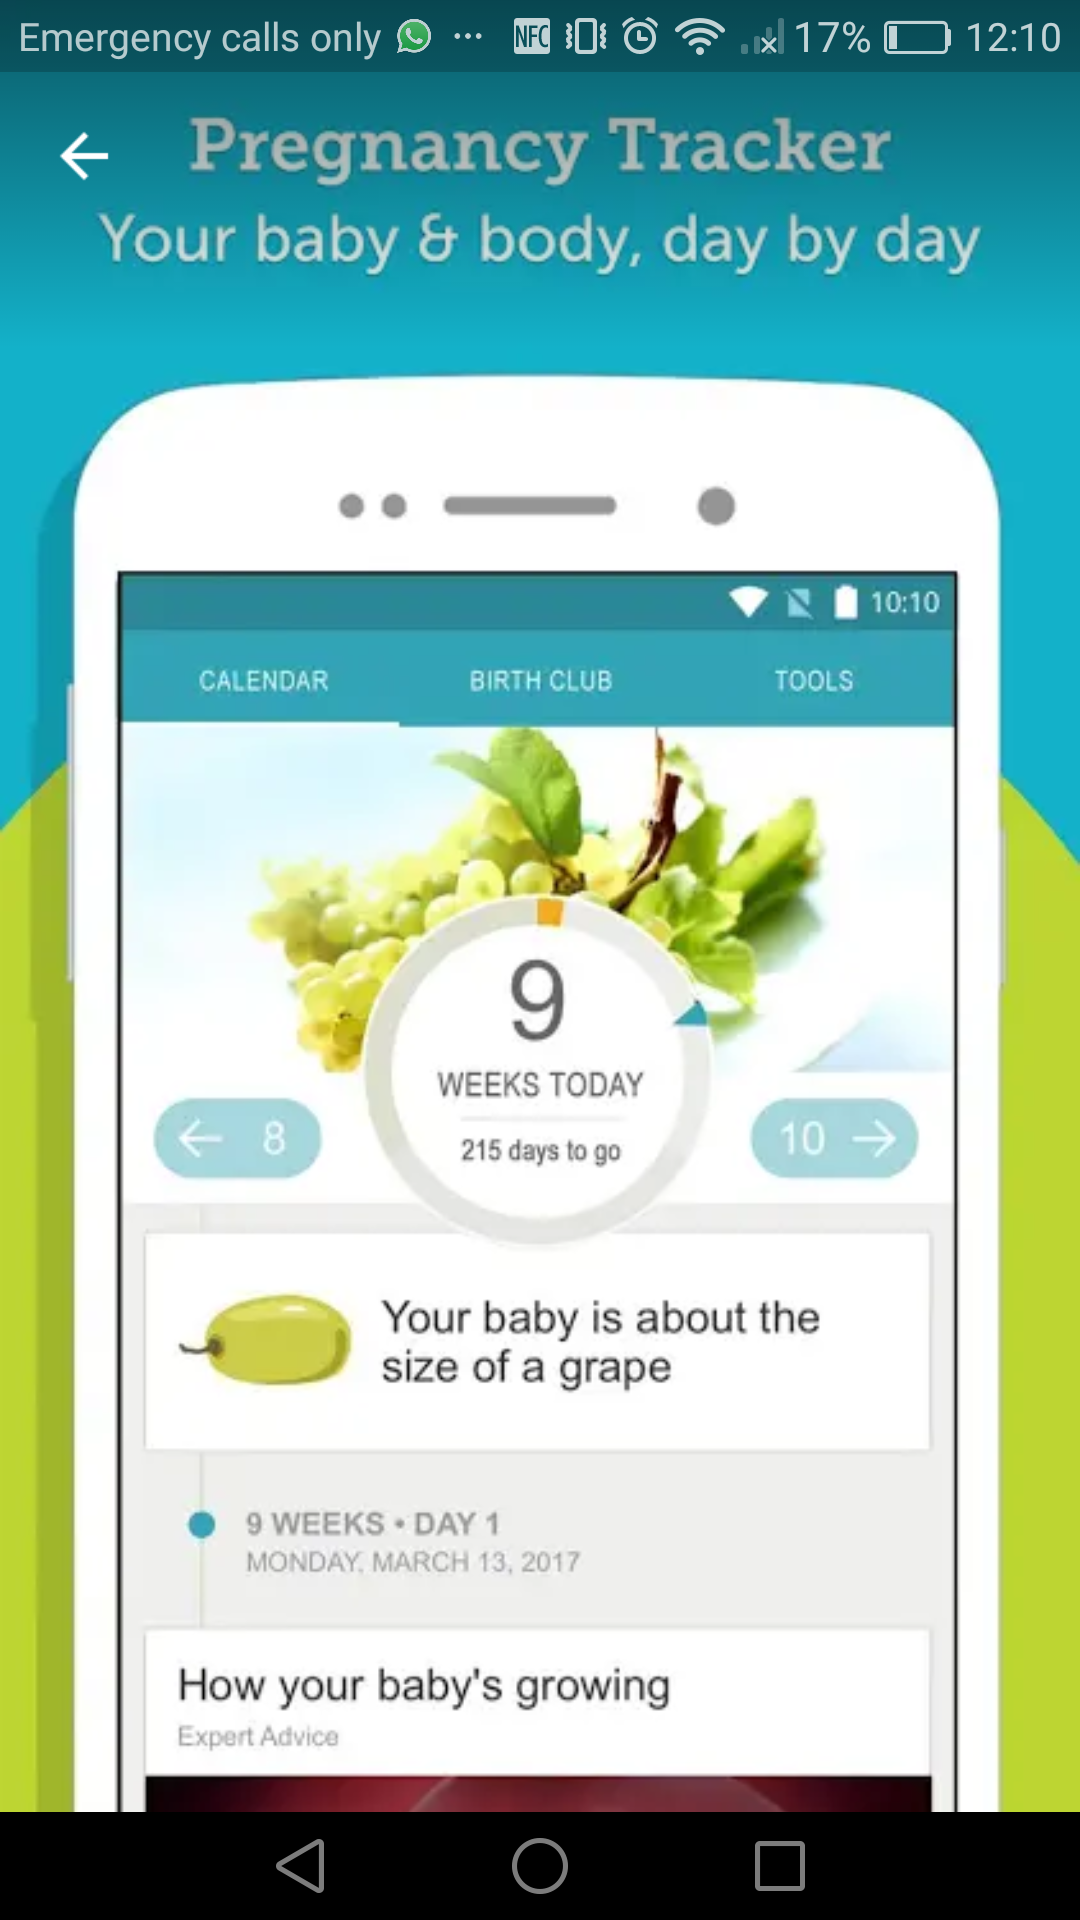 Emergency calls only ... NFC 17% 12:10
Pregnancy Tracker
Your baby & body, day by day
10:10
CALENDAR BIRTH CLUB TOOLS
9
WEEKS TODAY
8 215 days to go 10
Your baby is about the
size of a grape
9 WEEKS • DAY 1
MONDAY, MARCH 13, 2017
How your baby's growing
Expert Advice